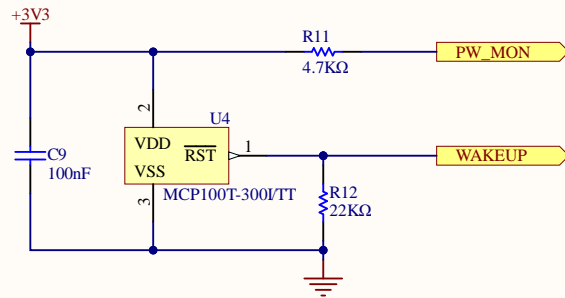 +3V3
R11
4.7KΩ
PW_MON
2
U4
VDD
RST
1
VSS
WAKEUP
C9
100nF
3
MCP100T-300I/TT
R12
22KΩ